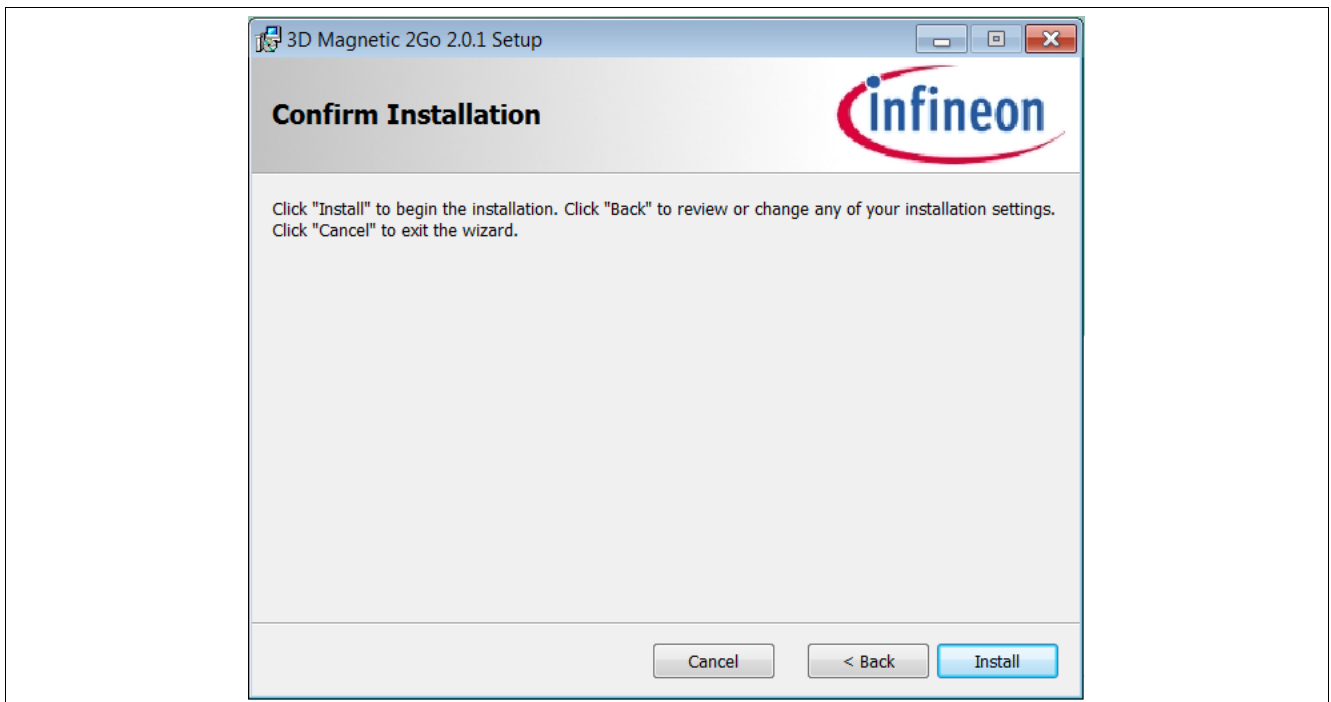 3D Magnetic 2Go 2.0.1 Setup
Confirm Installation
infineon
Click "Install" to begin the installation. Click "Back" to review or change any of your installation settings.
Click "Cancel" to exit the wizard.
Cancel
< Back
Install